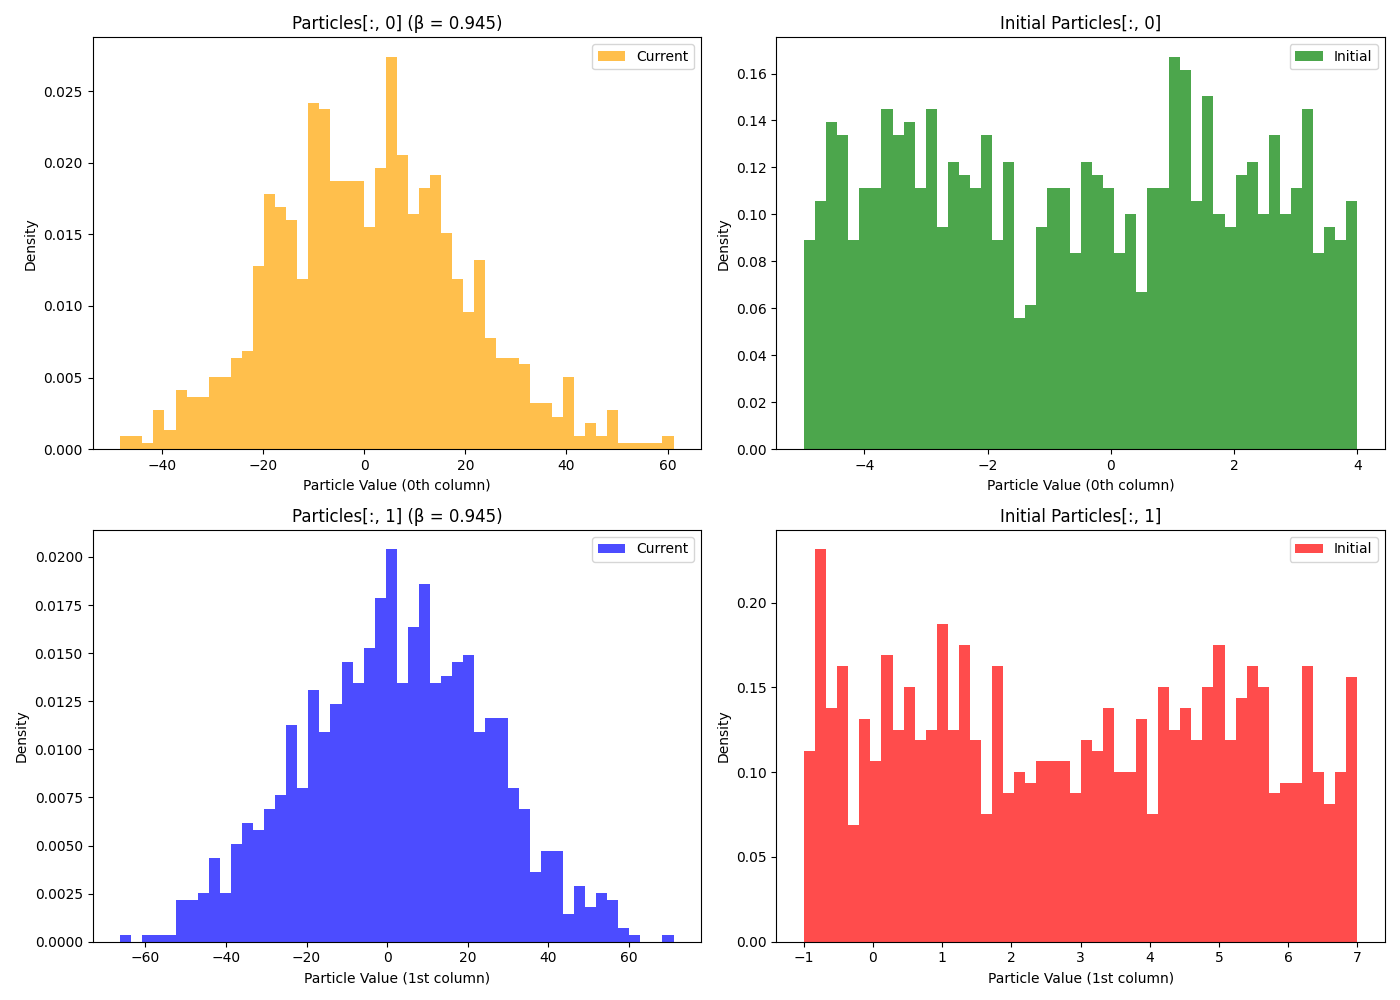 Particles[:, 0] (β = 0.945)
Current
Density
0.025
0.020
0.015
0.010
0.005
0.000
−40 −20 0 20 40 60
Particle Value (0th column)
Initial Particles[:, 0]
Initial
Density
0.16
0.14
0.12
0.10
0.08
0.06
0.04
0.02
0.00
−4 −2 0 2 4
Particle Value (0th column)
Particles[:, 1] (β = 0.945)
Current
Density
0.0200
0.0175
0.0150
0.0125
0.0100
0.0075
0.0050
0.0025
0.0000
−60 −40 −20 0 20 40 60
Particle Value (1st column)
Initial Particles[:, 1]
Initial
Density
0.20
0.15
0.10
0.05
0.00
−1 0 1 2 3 4 5 6 7
Particle Value (1st column)